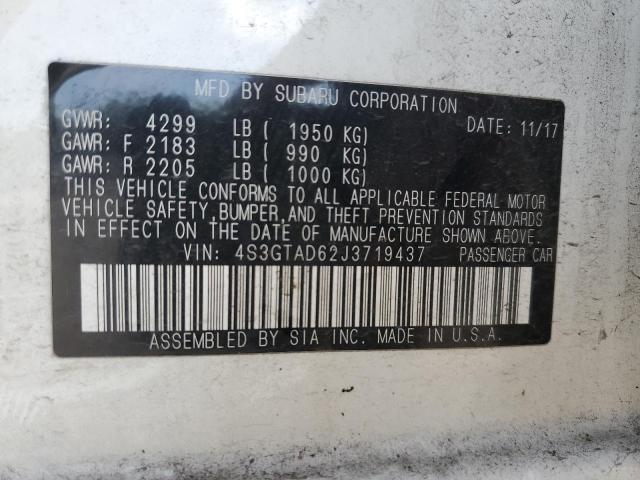 MFD BY SUBARU CORPORATION
GVWR: 4299 LB ( 1950 KG) DATE: 11/17
GAWR: F 2183 LB ( 990 KG)
GAWR: R 2205 LB ( 1000 KG)
THIS VEHICLE CONFORMS TO ALL APPLICABLE FEDERAL MOTOR
VEHICLE SAFETY, BUMPER, AND THEFT PREVENTION STANDARDS
IN EFFECT ON THE DATE OF MANUFACTURE SHOWN ABOVE.
VIN: 4S3GTAD62J3719437 PASSENGER CAR
ASSEMBLED BY SIA INC. MADE IN U.S.A.